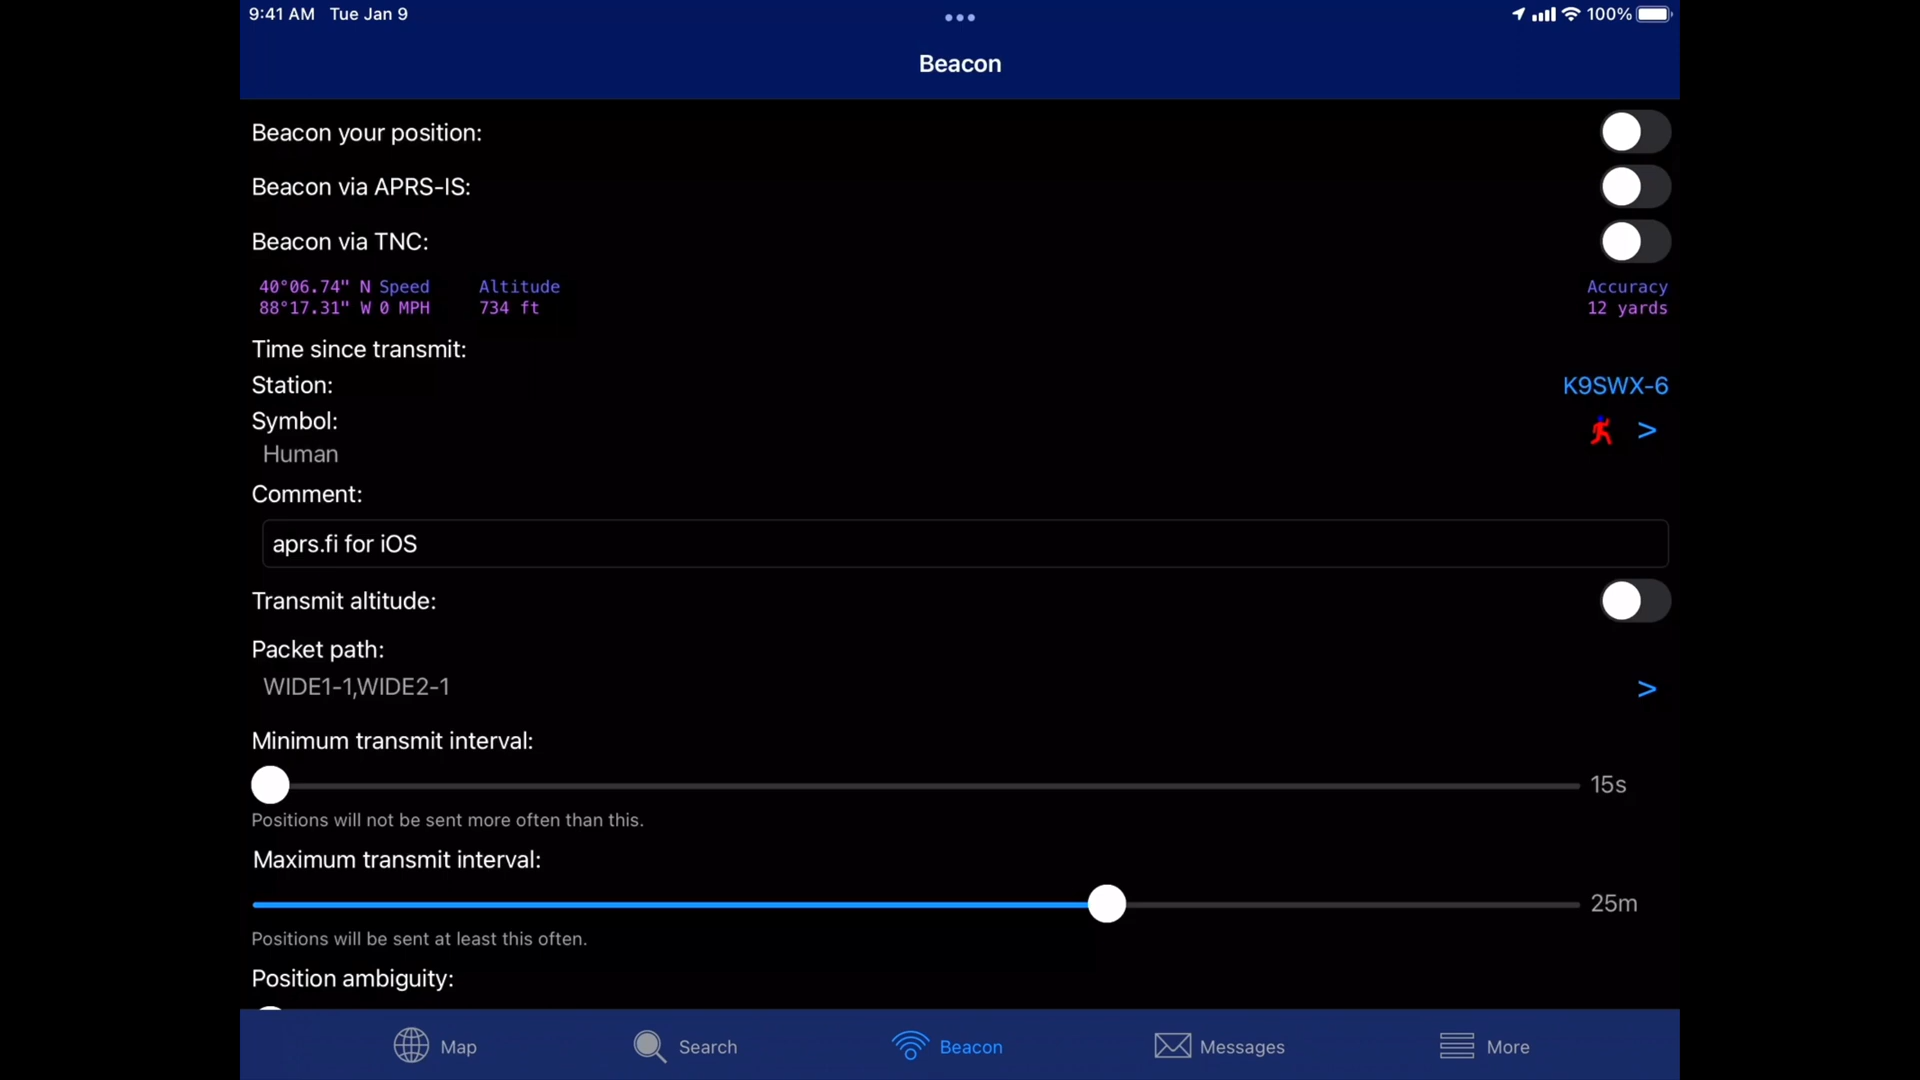 9:41 AM Tue Jan 9
100%
Beacon
Beacon your position:
Beacon via APRS-IS:
Beacon via TNC:
40°06.74" N Speed Altitude Accuracy
88°17.31" W 0 MPH 734 ft 12 yards
Time since transmit:
Station: K9SWX-6
Symbol:
Human >
Comment:
aprs.fi for iOS
Transmit altitude:
Packet path:
WIDE1-1,WIDE2-1 >
Minimum transmit interval:
15s
Positions will not be sent more often than this.
Maximum transmit interval:
25m
Positions will be sent at least this often.
Position ambiguity:
Map Search Beacon Messages More